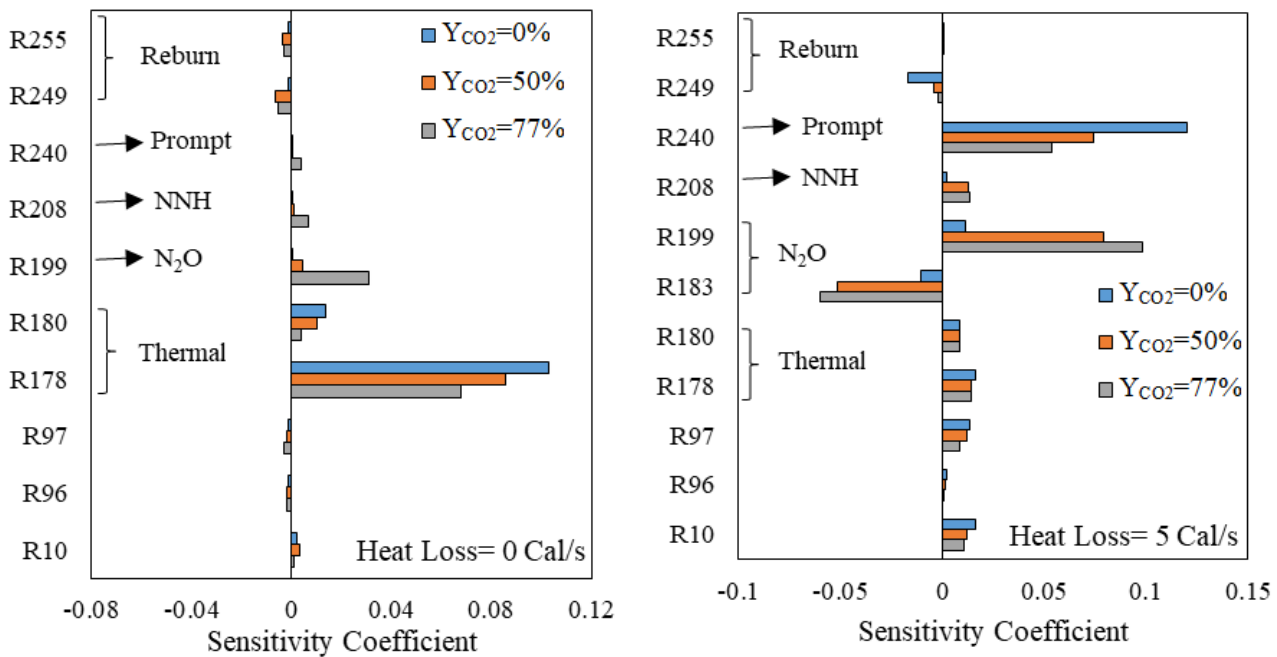 R255
R249
R240
R208
R199
R180
R178
R97
R96
R10
Reburn
Prompt
NNH
N2O
Thermal
YCO2=0%
YCO2=50%
YCO2=77%
Heat Loss= 0 Cal/s
-0.08 -0.04 0 0.04 0.08 0.12
Sensitivity Coefficient
R255
R249
R240
R208
R199
R183
R180
R178
R97
R96
R10
Reburn
Prompt
NNH
N2O
Thermal
YCO2=0%
YCO2=50%
YCO2=77%
Heat Loss= 5 Cal/s
-0.1 -0.05 0 0.05 0.1 0.15
Sensitivity Coefficient